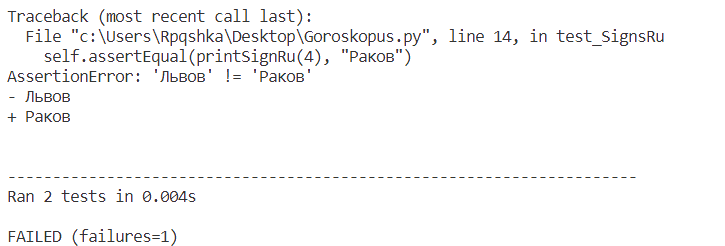 Traceback (most recent call last):
  File "c:\Users\Rpqshka\Desktop\Goroskopus.py", line 14, in test_SignsRu
    self.assertEqual(printSignRu(4), "Раков")
AssertionError: 'Львов' != 'Раков'
- Львов
+ Раков
----------------------------------------------------------------------
Ran 2 tests in 0.004s
FAILED (failures=1)